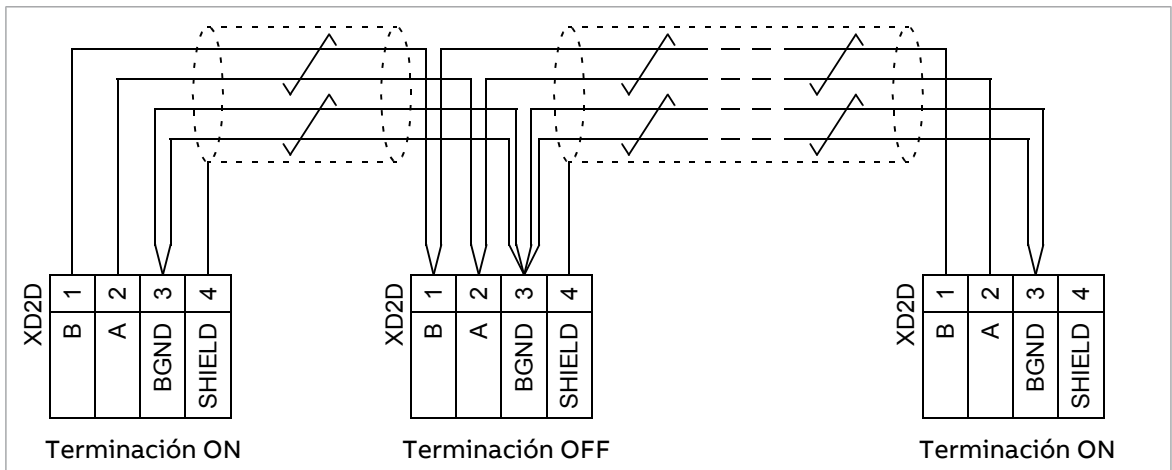 XD2D
1 2 3 4
B A BGND SHIELD
XD2D
1 2 3 4
B A BGND SHIELD
XD2D
1 2 3 4
B A BGND SHIELD
Terminación ON
Terminación OFF
Terminación ON